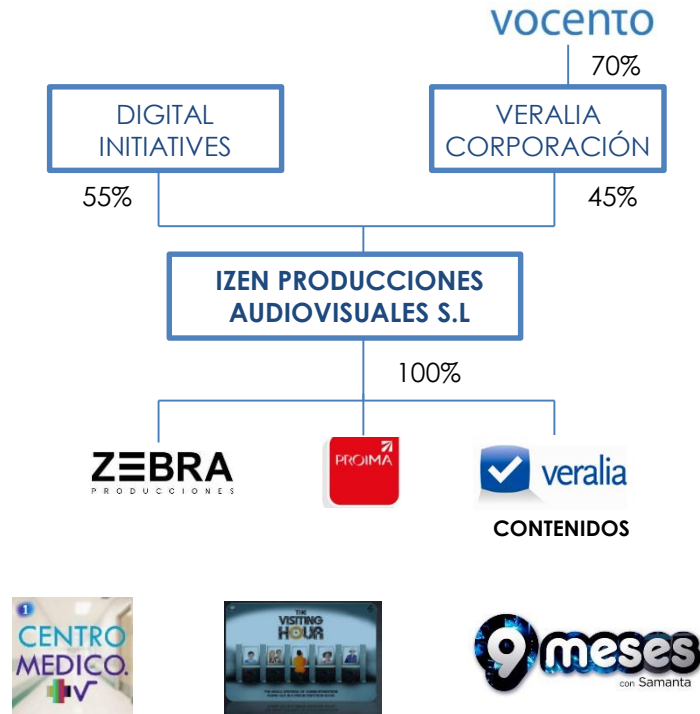 vocento
70%
DIGITAL
INITIATIVES
VERALIA
CORPORACIÓN
55%
45%
IZEN PRODUCCIONES
AUDIOVISUALES S.L
100%
ZEBRA
PRODUCCIONES
PROIMA
veralia
CONTENIDOS
1
CENTRO
MEDICO.
THE
VISITING
HOUR
9 meses
con Samanta